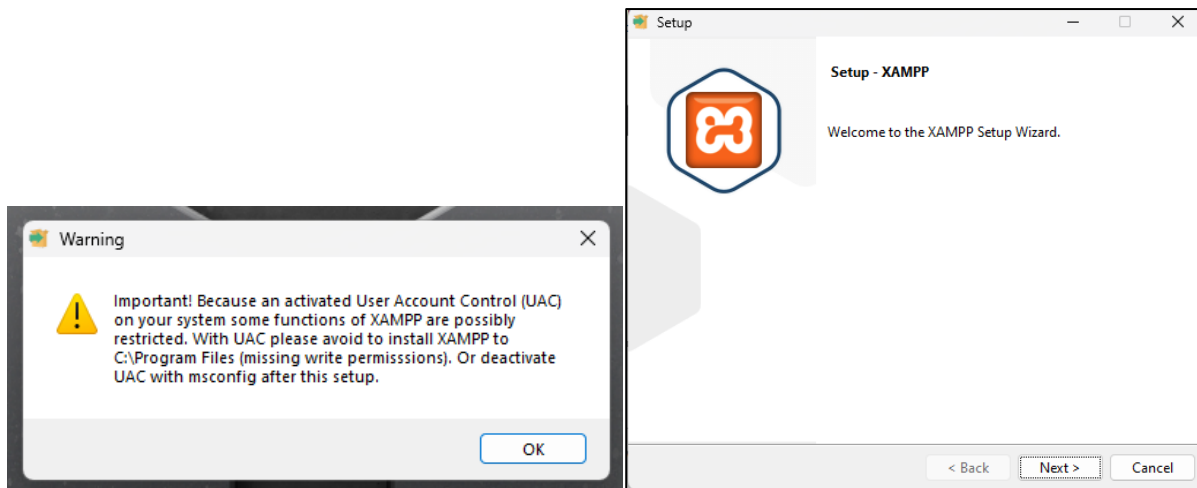 Warning
Important! Because an activated User Account Control (UAC)
on your system some functions of XAMPP are possibly
restricted. With UAC please avoid to install XAMPP to
C:\Program Files (missing write permisssions). Or deactivate
UAC with msconfig after this setup.
OK
Setup
Setup - XAMPP
Welcome to the XAMPP Setup Wizard.
< Back
Next >
Cancel